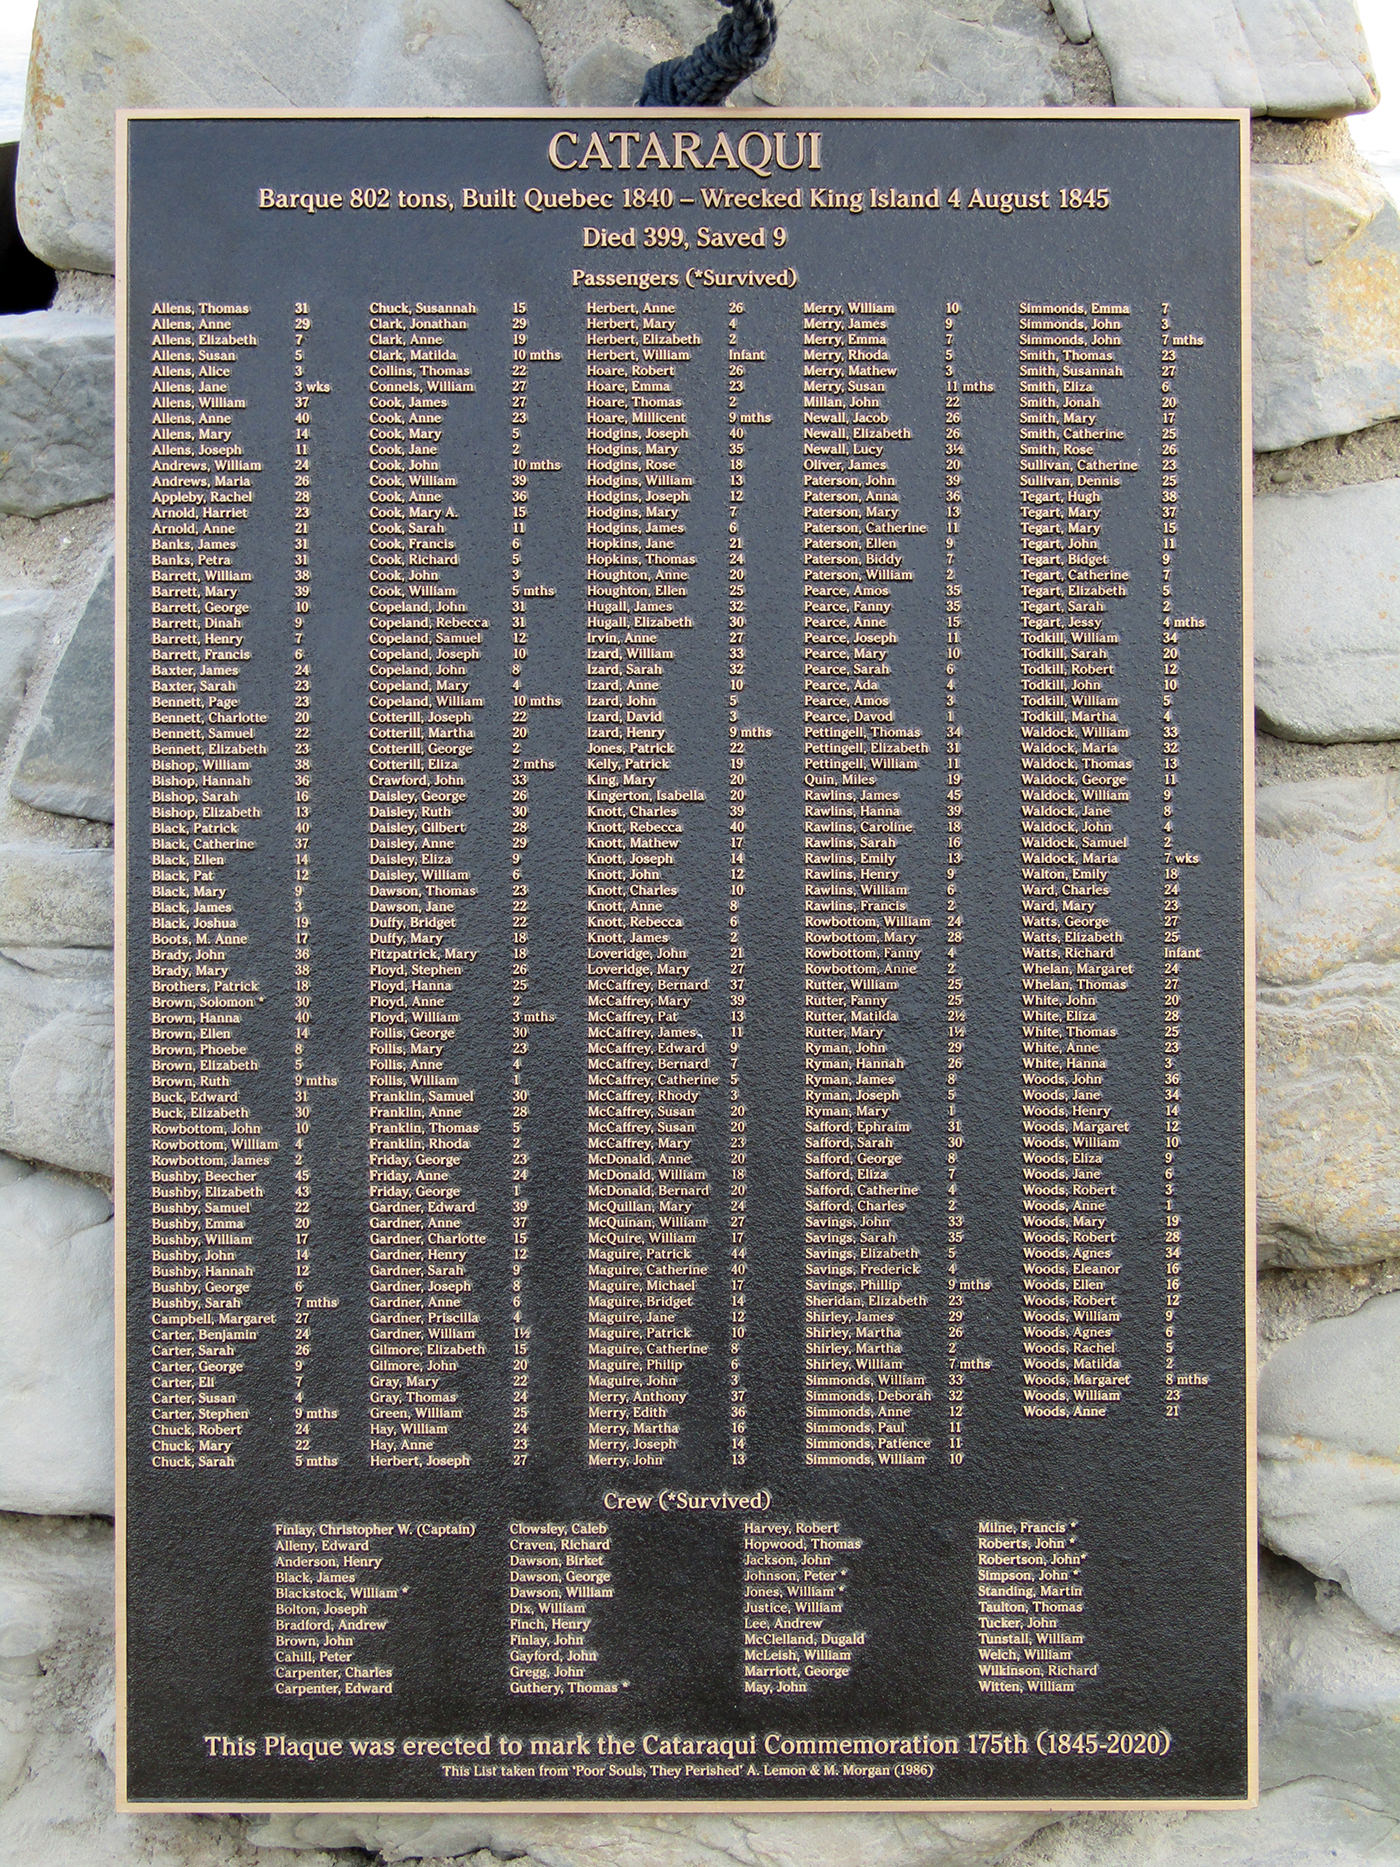 CATARAQUI
Barque 802 tons, Built Quebec 1840 – Wrecked King Island 4 August 1845
Died 399, Saved 9
Passengers (*Survived)
Allens, Thomas 31
Allens, Anne 29
Allens, Elizabeth 7
Allens, Susan 5
Allens, Alice 3
Allens, Jane 3 wks
Allens, William 37
Allens, Anne 40
Allens, Mary 14
Allens, Joseph 11
Andrews, William 24
Andrews, Maria 26
Appleby, Rachel 28
Arnold, Harriet 23
Arnold, Anne 21
Banks, James 31
Banks, Petra 31
Barrett, William 38
Barrett, Mary 39
Barrett, George 10
Barrett, Dinah 9
Barrett, Henry 7
Barrett, Francis 6
Baxter, James 24
Baxter, Sarah 23
Bennett, Page 23
Bennett, Charlotte 20
Bennett, Samuel 22
Bennett, Elizabeth 23
Bishop, William 38
Bishop, Hannah 36
Bishop, Sarah 16
Bishop, Elizabeth 13
Black, Patrick 40
Black, Catherine 37
Black, Ellen 14
Black, Pat 12
Black, Mary 9
Black, James 3
Black, Joshua 19
Boots, M. Anne 17
Brady, John 36
Brady, Mary 38
Brothers, Patrick 18
Brown, Solomon * 30
Brown, Hanna 40
Brown, Ellen 14
Brown, Phoebe 8
Brown, Elizabeth 5
Brown, Ruth 9 mths
Buck, Edward 31
Buck, Elizabeth 30
Rowbottom, John 10
Rowbottom, William 4
Rowbottom, James 2
Bushby, Beecher 45
Bushby, Elizabeth 43
Bushby, Samuel 22
Bushby, Emma 20
Bushby, William 17
Bushby, John 14
Bushby, Hannah 12
Bushby, George 6
Bushby, Sarah 7 mths
Campbell, Margaret 27
Carter, Benjamin 24
Carter, Sarah 26
Carter, George 9
Carter, Eli 7
Carter, Susan 4
Carter, Stephen 9 mths
Chuck, Robert 24
Chuck, Mary 22
Chuck, Sarah 5 mths
Chuck, Susannah 15
Clark, Jonathan 29
Clark, Anne 19
Clark, Matilda 10 mths
Collins, Thomas 22
Connels, William 27
Cook, James 27
Cook, Anne 23
Cook, Mary 5
Cook, Jane 2
Cook, John 10 mths
Cook, William 39
Cook, Anne 36
Cook, Mary A. 15
Cook, Sarah 11
Cook, Francis 6
Cook, Richard 5
Cook, John 3
Cook, William 5 mths
Copeland, John 31
Copeland, Rebecca 31
Copeland, Samuel 12
Copeland, Joseph 10
Copeland, John 8
Copeland, Mary 4
Copeland, William 10 mths
Cotterill, Joseph 22
Cotterill, Martha 20
Cotterill, George 2
Cotterill, Eliza 2 mths
Crawford, John 33
Daisley, George 26
Daisley, Ruth 30
Daisley, Gilbert 28
Daisley, Anne 29
Daisley, Eliza 9
Daisley, William 6
Dawson, Thomas 23
Dawson, Jane 22
Duffy, Bridget 22
Duffy, Mary 18
Fitzpatrick, Mary 18
Floyd, Stephen 26
Floyd, Hanna 25
Floyd, Anne 2
Floyd, William 3 mths
Follis, George 30
Follis, Mary 23
Follis, Anne 4
Follis, William 1
Franklin, Samuel 30
Franklin, Anne 28
Franklin, Thomas 5
Franklin, Rhoda 2
Friday, George 23
Friday, Anne 24
Friday, George 1
Gardner, Edward 39
Gardner, Anne 37
Gardner, Charlotte 15
Gardner, Henry 12
Gardner, Sarah 9
Gardner, Joseph 8
Gardner, Anne 6
Gardner, Priscilla 4
Gardner, William 1½
Gilmore, Elizabeth 15
Gilmore, John 20
Gray, Mary 22
Gray, Thomas 24
Green, William 25
Hay, William 24
Hay, Anne 23
Herbert, Joseph 27
Herbert, Anne 26
Herbert, Mary 4
Herbert, Elizabeth 2
Herbert, William Infant
Hoare, Robert 26
Hoare, Emma 23
Hoare, Thomas 2
Hoare, Millicent 9 mths
Hodgins, Joseph 40
Hodgins, Mary 35
Hodgins, Rose 18
Hodgins, William 13
Hodgins, Joseph 12
Hodgins, Mary 7
Hodgins, James 6
Hopkins, Jane 21
Hopkins, Thomas 24
Houghton, Anne 20
Houghton, Ellen 25
Hugall, James 32
Hugall, Elizabeth 30
Irvin, Anne 27
Izard, William 33
Izard, Sarah 32
Izard, Anne 10
Izard, John 5
Izard, David 3
Izard, Henry 9 mths
Jones, Patrick 22
Kelly, Patrick 19
King, Mary 20
Kingerton, Isabella 20
Knott, Charles 39
Knott, Rebecca 40
Knott, Mathew 17
Knott, Joseph 14
Knott, John 12
Knott, Charles 10
Knott, Anne 8
Knott, Rebecca 6
Knott, James 2
Loveridge, John 21
Loveridge, Mary 27
McCaffrey, Bernard 37
McCaffrey, Mary 39
McCaffrey, Pat 13
McCaffrey, James 11
McCaffrey, Edward 9
McCaffrey, Bernard 7
McCaffrey, Catherine 5
McCaffrey, Rhody 3
McCaffrey, Susan 20
McCaffrey, Susan 20
McCaffrey, Mary 23
McDonald, Anne 20
McDonald, William 18
McDonald, Bernard 20
McQuillan, Mary 24
McQuinan, William 27
McQuire, William 17
Maguire, Patrick 44
Maguire, Catherine 40
Maguire, Michael 17
Maguire, Bridget 14
Maguire, Jane 12
Maguire, Patrick 10
Maguire, Catherine 8
Maguire, Philip 6
Maguire, John 3
Merry, Anthony 37
Merry, Edith 36
Merry, Martha 16
Merry, Joseph 14
Merry, John 13
Merry, William 10
Merry, James 9
Merry, Emma 7
Merry, Rhoda 5
Merry, Mathew 3
Merry, Susan 11 mths
Millan, John 22
Newall, Jacob 26
Newall, Elizabeth 26
Newall, Lucy 3½
Oliver, James 20
Paterson, John 39
Paterson, Anna 36
Paterson, Mary 13
Paterson, Catherine 11
Paterson, Ellen 9
Paterson, Biddy 7
Paterson, William 2
Pearce, Amos 35
Pearce, Fanny 35
Pearce, Anne 15
Pearce, Joseph 11
Pearce, Mary 10
Pearce, Sarah 6
Pearce, Ada 4
Pearce, Amos 3
Pearce, Davod 1
Pettingell, Thomas 34
Pettingell, Elizabeth 31
Pettingell, William 11
Quin, Miles 19
Rawlins, James 45
Rawlins, Hanna 39
Rawlins, Caroline 18
Rawlins, Sarah 16
Rawlins, Emily 13
Rawlins, Henry 9
Rawlins, William 6
Rawlins, Francis 2
Rowbottom, William 24
Rowbottom, Mary 28
Rowbottom, Fanny 4
Rowbottom, Anne 2
Rutter, William 25
Rutter, Fanny 25
Rutter, Matilda 2½
Rutter, Mary 1½
Ryman, John 29
Ryman, Hannah 26
Ryman, James 8
Ryman, Joseph 5
Ryman, Mary 1
Safford, Ephraim 31
Safford, Sarah 30
Safford, George 8
Safford, Eliza 7
Safford, Catherine 4
Safford, Charles 2
Savings, John 33
Savings, Sarah 35
Savings, Elizabeth 5
Savings, Frederick 4
Savings, Phillip 9 mths
Sheridan, Elizabeth 23
Shirley, James 29
Shirley, Martha 26
Shirley, Martha 2
Shirley, William 7 mths
Simmonds, William 33
Simmonds, Deborah 32
Simmonds, Anne 12
Simmonds, Paul 11
Simmonds, Patience 11
Simmonds, William 10
Simmonds, Emma 7
Simmonds, John 3
Simmonds, John 7 mths
Smith, Thomas 23
Smith, Susannah 27
Smith, Eliza 6
Smith, Jonah 20
Smith, Mary 17
Smith, Catherine 25
Smith, Rose 26
Sullivan, Catherine 23
Sullivan, Dennis 25
Tegart, Hugh 38
Tegart, Mary 37
Tegart, Mary 15
Tegart, John 11
Tegart, Bidget 9
Tegart, Catherine 7
Tegart, Elizabeth 5
Tegart, Sarah 2
Tegart, Jessy 4 mths
Todkill, William 34
Todkill, Sarah 20
Todkill, Robert 12
Todkill, John 10
Todkill, William 5
Todkill, Martha 4
Waldock, William 33
Waldock, Maria 32
Waldock, Thomas 13
Waldock, George 11
Waldock, William 9
Waldock, Jane 8
Waldock, John 4
Waldock, Samuel 2
Waldock, Maria 7 wks
Walton, Emily 18
Ward, Charles 24
Ward, Mary 23
Watts, George 27
Watts, Elizabeth 25
Watts, Richard Infant
Whelan, Margaret 24
Whelan, Thomas 27
White, John 20
White, Eliza 28
White, Thomas 25
White, Anne 23
White, Hanna 3
Woods, John 36
Woods, Jane 34
Woods, Henry 14
Woods, Margaret 12
Woods, William 10
Woods, Eliza 9
Woods, Jane 6
Woods, Robert 3
Woods, Anne 1
Woods, Mary 19
Woods, Robert 28
Woods, Agnes 34
Woods, Eleanor 16
Woods, Ellen 16
Woods, Robert 12
Woods, William 9
Woods, Agnes 6
Woods, Rachel 5
Woods, Matilda 2
Woods, Margaret 8 mths
Woods, William 23
Woods, Anne 21
Crew (*Survived)
Finlay, Christopher W. (Captain)
Alleny, Edward
Anderson, Henry
Black, James
Blackstock, William *
Bolton, Joseph
Bradford, Andrew
Brown, John
Cahill, Peter
Carpenter, Charles
Carpenter, Edward
Clowsley, Caleb
Craven, Richard
Dawson, Birket
Dawson, George
Dawson, William
Dix, William
Finch, Henry
Finlay, John
Gayford, John
Gregg, John
Guthery, Thomas *
Harvey, Robert
Hopwood, Thomas
Jackson, John
Johnson, Peter *
Jones, William *
Justice, William
Lee, Andrew
McClelland, Dugald
McLeish, William
Marriott, George
May, John
Milne, Francis *
Roberts, John *
Robertson, John*
Simpson, John *
Standing, Martin
Taulton, Thomas
Tucker, John
Tunstall, William
Welch, William
Wilkinson, Richard
Witten, William
This Plaque was erected to mark the Cataraqui Commemoration 175th (1845-2020)
This List taken from 'Poor Souls, They Perished' A. Lemon & M. Morgan (1986)